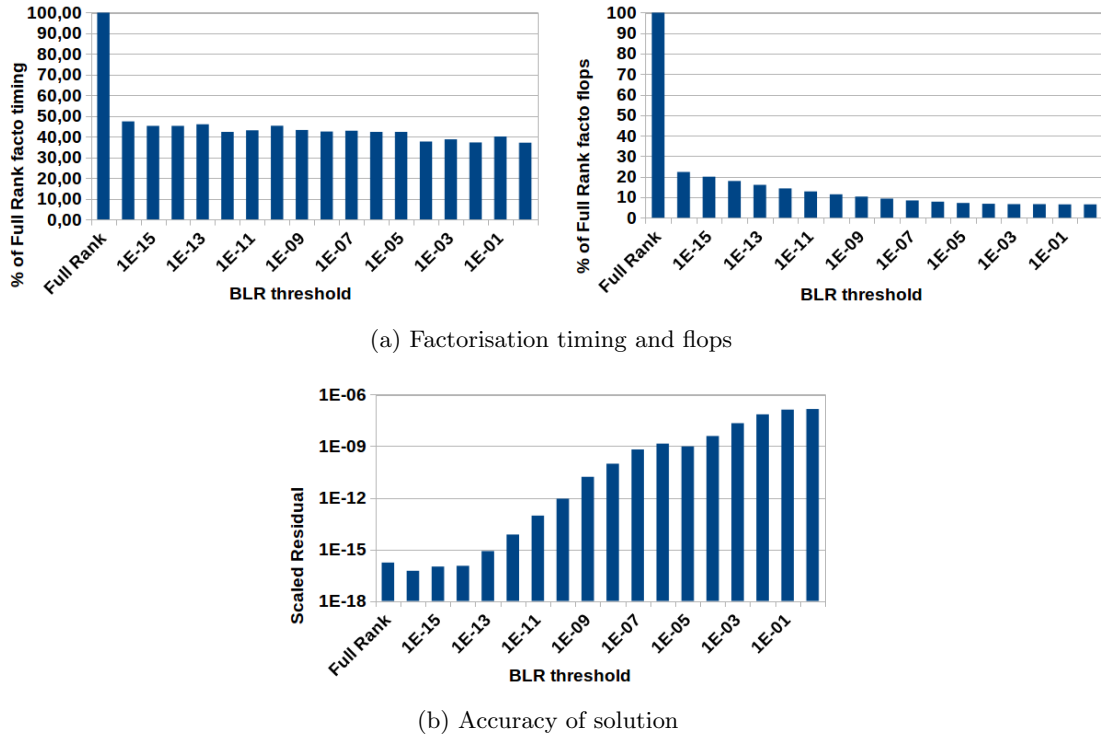 % of Full Rank facto timing
100,00
90,00
80,00
70,00
60,00
50,00
40,00
30,00
20,00
10,00
0,00
Full Rank
1E-15
1E-13
1E-11
1E-09
1E-07
1E-05
1E-03
1E-01
BLR threshold
% of Full Rank facto flops
100
90
80
70
60
50
40
30
20
10
0
Full Rank
1E-15
1E-13
1E-11
1E-09
1E-07
1E-05
1E-03
1E-01
BLR threshold
(a) Factorisation timing and flops
Scaled Residual
1E-06
1E-09
1E-12
1E-15
1E-18
Full Rank
1E-15
1E-13
1E-11
1E-09
1E-07
1E-05
1E-03
1E-01
BLR threshold
(b) Accuracy of solution